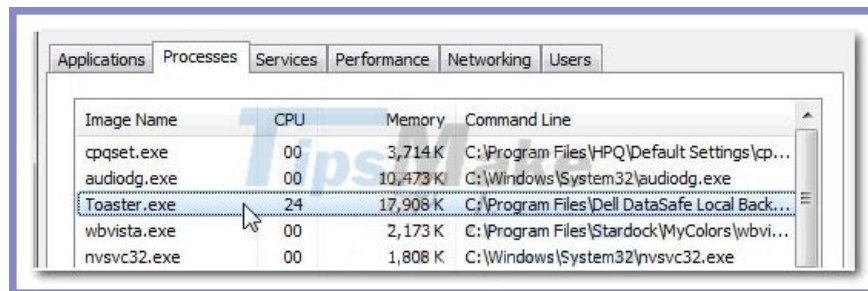 Applications Processes Services Performance Networking Users
Image Name CPU Memory Command Line
cpqset.exe 00 3,714 K C:\Program Files\HPQ\Default Settings\cp...
audiodg.exe 00 10,473 K C:\Windows\System32\audiodg.exe
Toaster.exe 24 17,908 K C:\Program Files\Dell DataSafe Local Back...
wbvista.exe 00 2,173 K C:\Program Files\Stardock\MyColors\wbvi...
nvsvc32.exe 00 1,808 K C:\Windows\System32\nvsvc32.exe
TipsMake